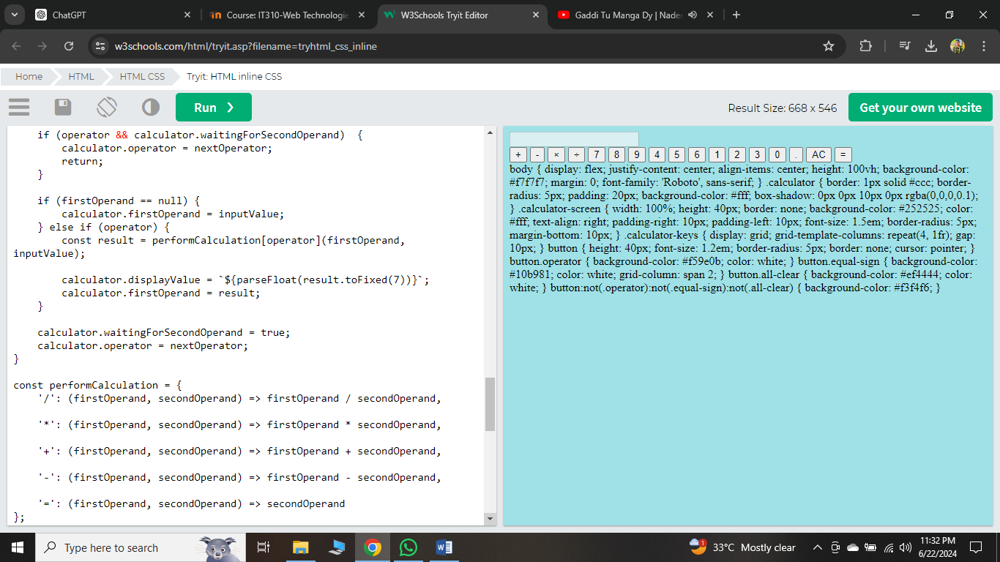 ChatGPT
Course: IT310-Web Technologie
W3Schools Tryit Editor
Gaddi Tu Manga Dy | Nade
w3schools.com/html/tryit.asp?filename=tryhtml_css_inline
Home
HTML
HTML CSS
Tryit: HTML inline CSS
Run ❯
Result Size: 668 x 546
Get your own website
if (operator && calculator.waitingForSecondOperand)  {
calculator.operator = nextOperator;
return;
}
if (firstOperand == null) {
calculator.firstOperand = inputValue;
} else if (operator) {
const result = performCalculation[operator](firstOperand,
inputValue);
calculator.displayValue = `${parseFloat(result.toFixed(7))}`;
calculator.firstOperand = result;
}
calculator.waitingForSecondOperand = true;
calculator.operator = nextOperator;
}
const performCalculation = {
'/': (firstOperand, secondOperand) => firstOperand / secondOperand,
'*': (firstOperand, secondOperand) => firstOperand * secondOperand,
'+': (firstOperand, secondOperand) => firstOperand + secondOperand,
'-': (firstOperand, secondOperand) => firstOperand - secondOperand,
'=': (firstOperand, secondOperand) => secondOperand
};
+ - × ÷ 7 8 9 4 5 6 1 2 3 0 . AC =
body { display: flex; justify-content: center; align-items: center; height: 100vh; background-color:
#f7f7f7; margin: 0; font-family: 'Roboto', sans-serif; } .calculator { border: 1px solid #ccc; border-
radius: 5px; padding: 20px; background-color: #fff; box-shadow: 0px 0px 10px 0px rgba(0,0,0,0.1);
} .calculator-screen { width: 100%; height: 40px; border: none; background-color: #252525; color:
#fff; text-align: right; padding-right: 10px; padding-left: 10px; font-size: 1.5em; border-radius: 5px;
margin-bottom: 10px; } .calculator-keys { display: grid; grid-template-columns: repeat(4, 1fr); gap:
10px; } button { height: 40px; font-size: 1.2em; border-radius: 5px; border: none; cursor: pointer; }
button.operator { background-color: #f59e0b; color: white; } button.equal-sign { background-color:
#10b981; color: white; grid-column: span 2; } button.all-clear { background-color: #ef4444; color:
white; } button:not(.operator):not(.equal-sign):not(.all-clear) { background-color: #f3f4f6; }
Type here to search
1
33°C Mostly clear
11:32 PM
6/22/2024